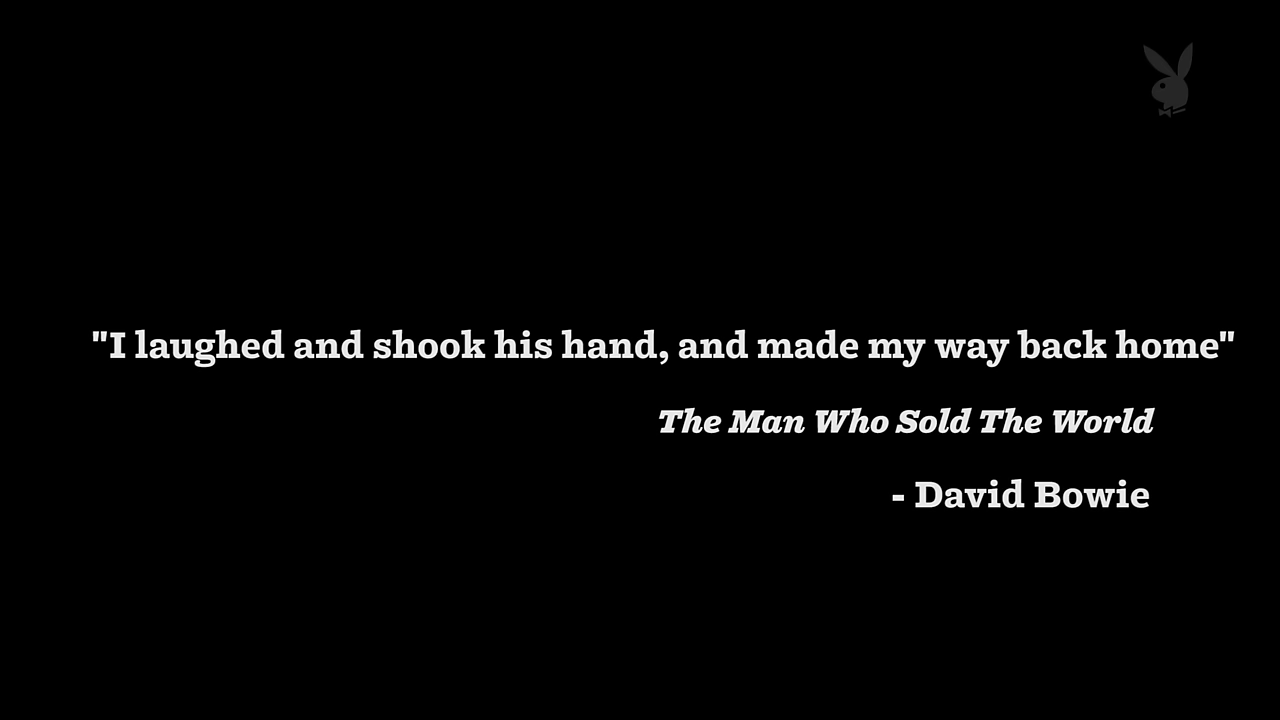 "I laughed and shook his hand, and made my way back home"
The Man Who Sold The World
- David Bowie